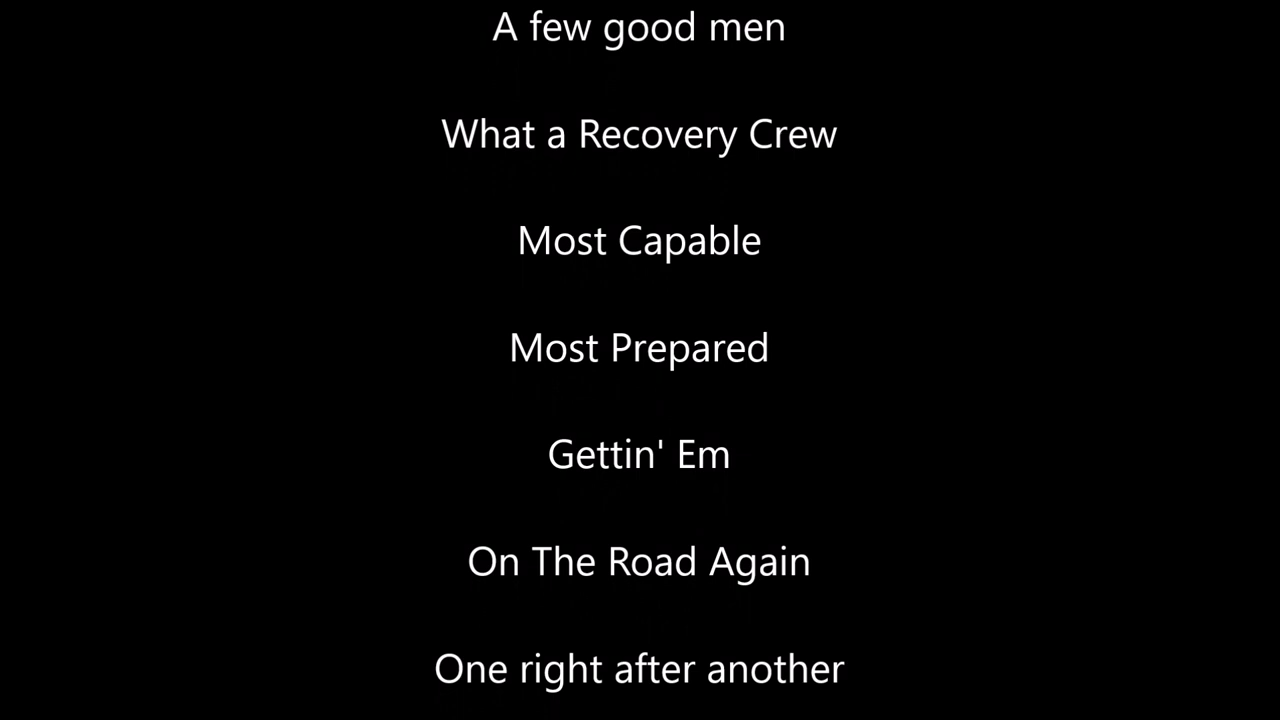 A few good men
What a Recovery Crew
Most Capable
Most Prepared
Gettin' Em
On The Road Again
One right after another